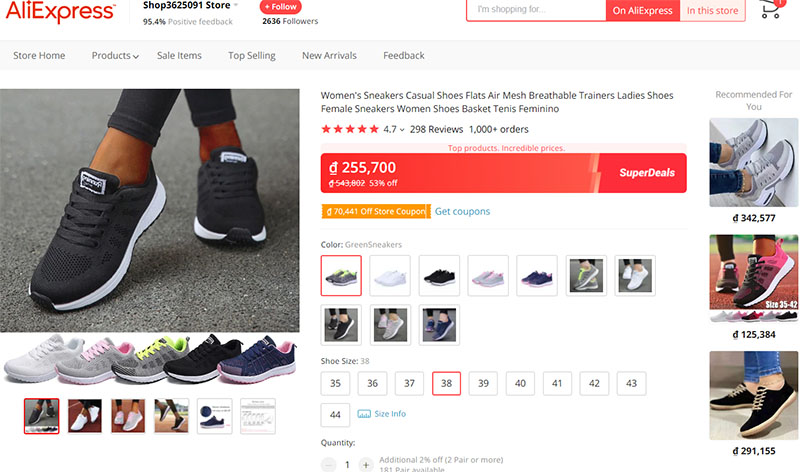 AliExpress™
Shop3625091 Store
95.4% Positive feedback
+ Follow
2636 Followers
I'm shopping for...
On AliExpress
In this store
1
Store Home
Products
Sale Items
Top Selling
New Arrivals
Feedback
Women's Sneakers Casual Shoes Flats Air Mesh Breathable Trainers Ladies Shoes
Female Sneakers Women Shoes Basket Tenis Feminino
4.7
298 Reviews
1,000+ orders
Top products. Incredible prices.
₫ 255,700
₫ 543,802 53% off
SuperDeals
₫ 70,441 Off Store Coupon
Get coupons
Color: GreenSneakers
Shoe Size: 38
35
36
37
38
39
40
41
42
43
44
Size Info
Quantity:
1
+
Additional 2% off (2 Pair or more)
181 Pair available
Recommended For
You
₫ 342,577
Size 35-42
₫ 125,384
₫ 291,155